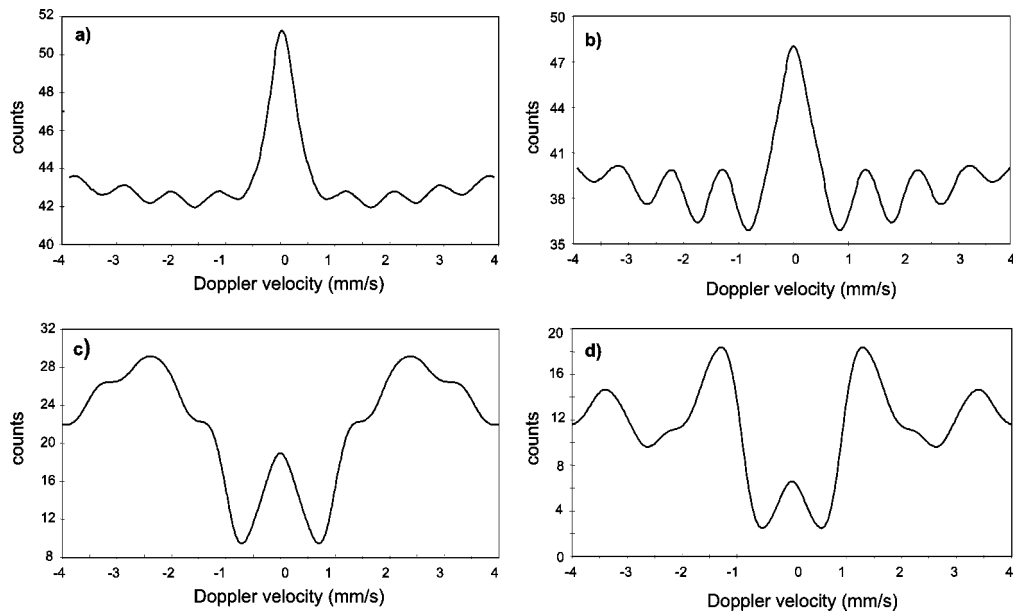 a)
52
50
48
46
44
42
40
counts
-4 -3 -2 -1 0 1 2 3 4
Doppler velocity (mm/s)
b)
50
47
44
41
38
35
counts
-4 -3 -2 -1 0 1 2 3 4
Doppler velocity (mm/s)
c)
32
28
24
20
16
12
8
counts
-4 -3 -2 -1 0 1 2 3 4
Doppler velocity (mm/s)
d)
20
16
12
8
4
0
counts
-4 -3 -2 -1 0 1 2 3 4
Doppler velocity (mm/s)